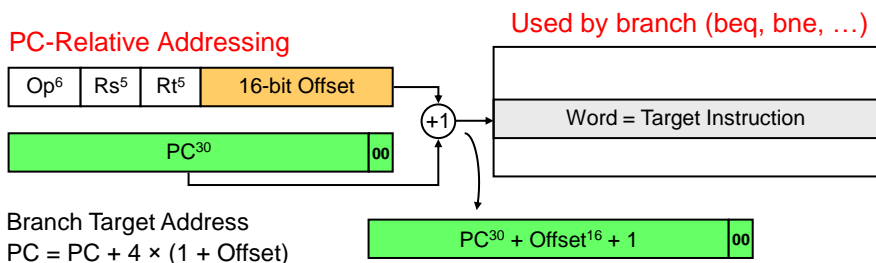 Used by branch (beq, bne, …)
PC-Relative Addressing
Op⁶ Rs⁵ Rt⁵ 16-bit Offset
+1
Word = Target Instruction
PC³⁰ 00
Branch Target Address
PC = PC + 4 × (1 + Offset)
PC³⁰ + Offset¹⁶ + 1 00